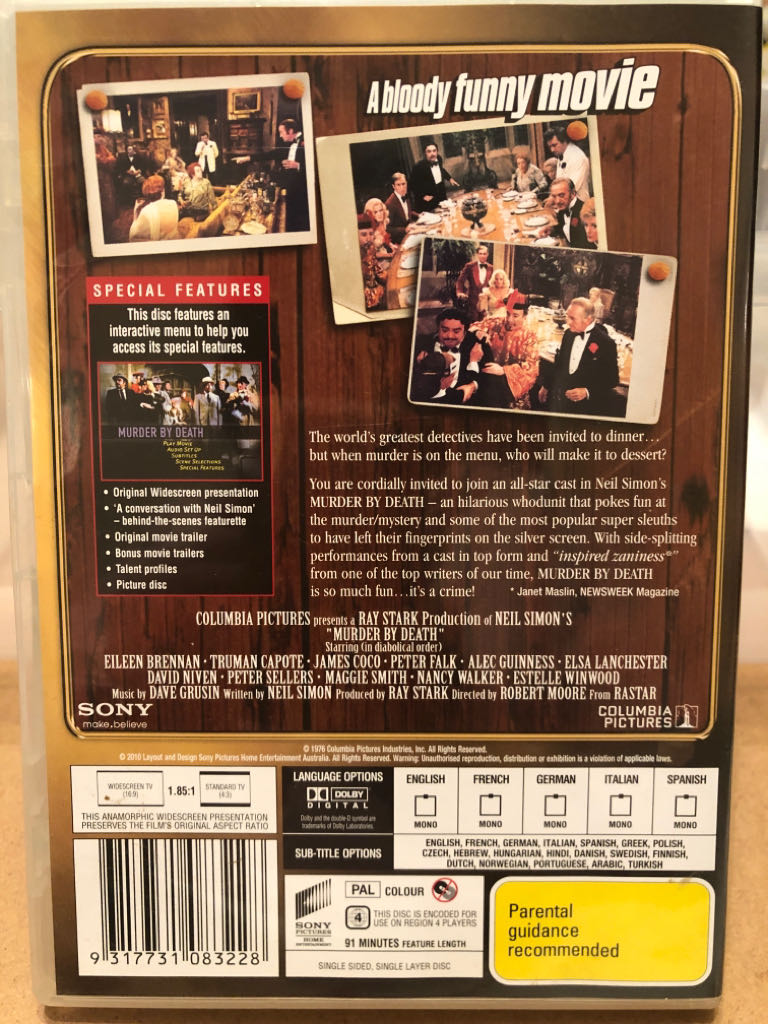 A bloody funny movie
SPECIAL FEATURES
This disc features an
interactive menu to help you
access its special features.
MURDER BY DEATH
PLAY MOVIE
AUDIO SET UP
SUBTITLES
SCENE SELECTIONS
SPECIAL FEATURES
• Original Widescreen presentation
• 'A conversation with Neil Simon'
– behind-the-scenes featurette
• Original movie trailer
• Bonus movie trailers
• Talent profiles
• Picture disc
The world's greatest detectives have been invited to dinner…
but when murder is on the menu, who will make it to dessert?
You are cordially invited to join an all-star cast in Neil Simon's
MURDER BY DEATH – an hilarious whodunit that pokes fun at
the murder/mystery and some of the most popular super sleuths
to have left their fingerprints on the silver screen. With side-splitting
performances from a cast in top form and "inspired zaniness*"
from one of the top writers of our time, MURDER BY DEATH
is so much fun…it's a crime! * Janet Maslin, NEWSWEEK Magazine
COLUMBIA PICTURES presents a RAY STARK Production of NEIL SIMON'S
"MURDER BY DEATH"
Starring (in diabolical order)
EILEEN BRENNAN · TRUMAN CAPOTE · JAMES COCO · PETER FALK · ALEC GUINNESS · ELSA LANCHESTER
DAVID NIVEN · PETER SELLERS · MAGGIE SMITH · NANCY WALKER · ESTELLE WINWOOD
Music by DAVE GRUSIN Written by NEIL SIMON Produced by RAY STARK Directed by ROBERT MOORE From RASTAR
SONY
make.believe
COLUMBIA
PICTURES
© 1976 Columbia Pictures Industries, Inc. All Rights Reserved.
© 2010 Layout and Design Sony Pictures Home Entertainment Australia. All Rights Reserved. Warning: Unauthorised reproduction, distribution or exhibition is a violation of applicable laws.
WIDESCREEN TV
(16:9)
1.85:1
STANDARD TV
(4:3)
THIS ANAMORPHIC WIDESCREEN PRESENTATION
PRESERVES THE FILM'S ORIGINAL ASPECT RATIO
LANGUAGE OPTIONS
DOLBY
DIGITAL
Dolby and the double-D symbol are
trademarks of Dolby Laboratories.
ENGLISH FRENCH GERMAN ITALIAN SPANISH
MONO MONO MONO MONO MONO
SUB-TITLE OPTIONS
ENGLISH, FRENCH, GERMAN, ITALIAN, SPANISH, GREEK, POLISH,
CZECH, HEBREW, HUNGARIAN, HINDI, DANISH, SWEDISH, FINNISH,
DUTCH, NORWEGIAN, PORTUGUESE, ARABIC, TURKISH
9 317731 083228
SONY
PICTURES
HOME
ENTERTAINMENT
PAL COLOUR
4 THIS DISC IS ENCODED FOR
USE ON REGION 4 PLAYERS
91 MINUTES FEATURE LENGTH
SINGLE SIDED, SINGLE LAYER DISC
Parental
guidance
recommended